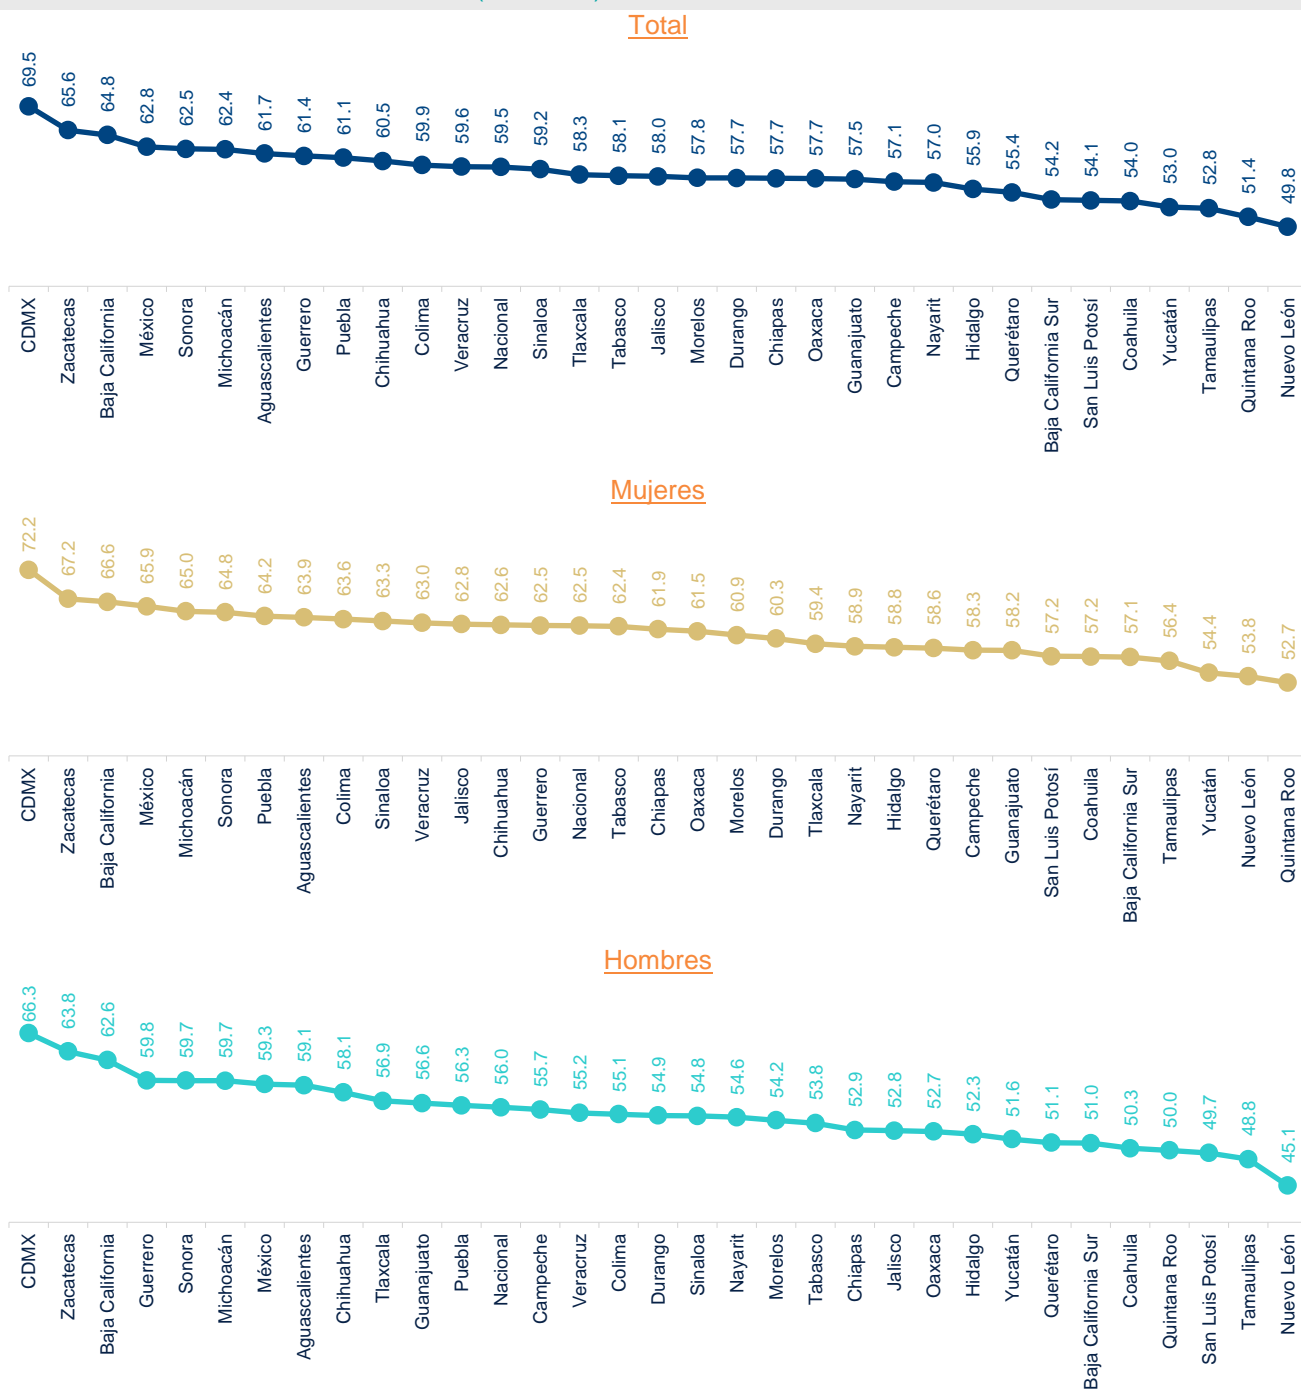 Total
69.5 65.6 64.8 62.8 62.5 62.4 61.7 61.4 61.1 60.5 59.9 59.6 59.5 59.2 58.3 58.1 58.0 57.8 57.7 57.7 57.7 57.5 57.1 57.0 55.9 55.4 54.2 54.1 54.0 53.0 52.8 51.4 49.8
CDMX Zacatecas Baja California México Sonora Michoacán Aguascalientes Guerrero Puebla Chihuahua Colima Veracruz Nacional Sinaloa Tlaxcala Tabasco Jalisco Morelos Durango Chiapas Oaxaca Guanajuato Campeche Nayarit Hidalgo Querétaro Baja California Sur San Luis Potosí Coahuila Yucatán Tamaulipas Quintana Roo Nuevo León
Mujeres
72.2 67.2 66.6 65.9 65.0 64.8 64.2 63.9 63.6 63.3 63.0 62.8 62.6 62.5 62.5 62.4 61.9 61.5 60.9 60.3 59.4 58.9 58.8 58.6 58.3 58.2 57.2 57.2 57.1 56.4 54.4 53.8 52.7
CDMX Zacatecas Baja California México Michoacán Sonora Puebla Aguascalientes Colima Sinaloa Veracruz Jalisco Chihuahua Guerrero Nacional Tabasco Chiapas Oaxaca Morelos Durango Tlaxcala Nayarit Hidalgo Querétaro Campeche Guanajuato San Luis Potosí Coahuila Baja California Sur Tamaulipas Yucatán Nuevo León Quintana Roo
Hombres
66.3 63.8 62.6 59.8 59.7 59.7 59.3 59.1 58.1 56.9 56.6 56.3 56.0 55.7 55.2 55.1 54.9 54.8 54.6 54.2 53.8 52.9 52.8 52.7 52.3 51.6 51.1 51.0 50.3 50.0 49.7 48.8 45.1
CDMX Zacatecas Baja California Guerrero Sonora Michoacán México Aguascalientes Chihuahua Tlaxcala Guanajuato Puebla Nacional Campeche Veracruz Colima Durango Sinaloa Nayarit Morelos Tabasco Chiapas Jalisco Oaxaca Hidalgo Yucatán Querétaro Baja California Sur Coahuila Quintana Roo San Luis Potosí Tamaulipas Nuevo León